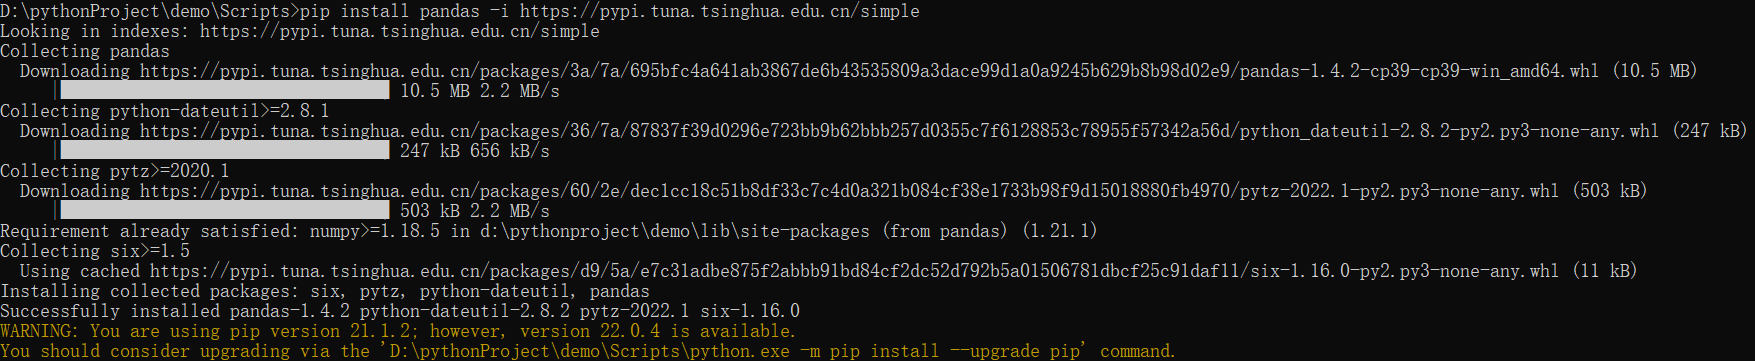 D:\pythonProject\demo\Scripts>pip install pandas -i https://pypi.tuna.tsinghua.edu.cn/simple
Looking in indexes: https://pypi.tuna.tsinghua.edu.cn/simple
Collecting pandas
  Downloading https://pypi.tuna.tsinghua.edu.cn/packages/3a/7a/695bfc4a641ab3867de6b43535809a3dace99d1a0a9245b629b8b98d02e9/pandas-1.4.2-cp39-cp39-win_amd64.whl (10.5 MB)
     |████████████████████████████████| 10.5 MB 2.2 MB/s
Collecting python-dateutil>=2.8.1
  Downloading https://pypi.tuna.tsinghua.edu.cn/packages/36/7a/87837f39d0296e723bb9b62bbb257d0355c7f6128853c78955f57342a56d/python_dateutil-2.8.2-py2.py3-none-any.whl (247 kB)
     |████████████████████████████████| 247 kB 656 kB/s
Collecting pytz>=2020.1
  Downloading https://pypi.tuna.tsinghua.edu.cn/packages/60/2e/dec1cc18c51b8df33c7c4d0a321b084cf38e1733b98f9d15018880fb4970/pytz-2022.1-py2.py3-none-any.whl (503 kB)
     |████████████████████████████████| 503 kB 2.2 MB/s
Requirement already satisfied: numpy>=1.18.5 in d:\pythonproject\demo\lib\site-packages (from pandas) (1.21.1)
Collecting six>=1.5
  Using cached https://pypi.tuna.tsinghua.edu.cn/packages/d9/5a/e7c31adbe875f2abbb91bd84cf2dc52d792b5a01506781dbcf25c91daf11/six-1.16.0-py2.py3-none-any.whl (11 kB)
Installing collected packages: six, pytz, python-dateutil, pandas
Successfully installed pandas-1.4.2 python-dateutil-2.8.2 pytz-2022.1 six-1.16.0
WARNING: You are using pip version 21.1.2; however, version 22.0.4 is available.
You should consider upgrading via the 'D:\pythonProject\demo\Scripts\python.exe -m pip install --upgrade pip' command.